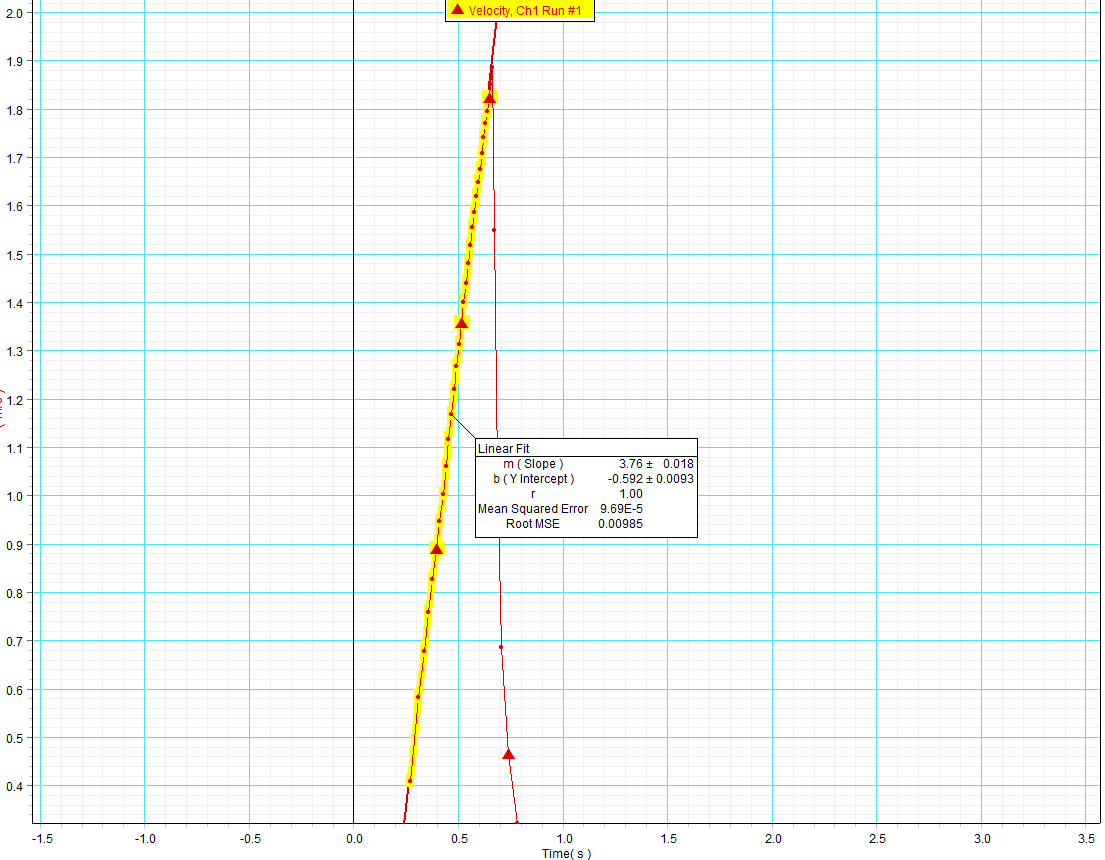 Velocity, Ch1 Run #1
2.0
1.9
1.8
1.7
1.6
1.5
1.4
1.3
1.2
1.1
1.0
0.9
0.8
0.7
0.6
0.5
0.4
Linear Fit
m ( Slope ) 3.76 ± 0.018
b ( Y Intercept ) -0.592 ± 0.0093
r 1.00
Mean Squared Error 9.69E-5
Root MSE 0.00985
-1.5 -1.0 -0.5 0.0 0.5 1.0 1.5 2.0 2.5 3.0 3.5
Time( s )